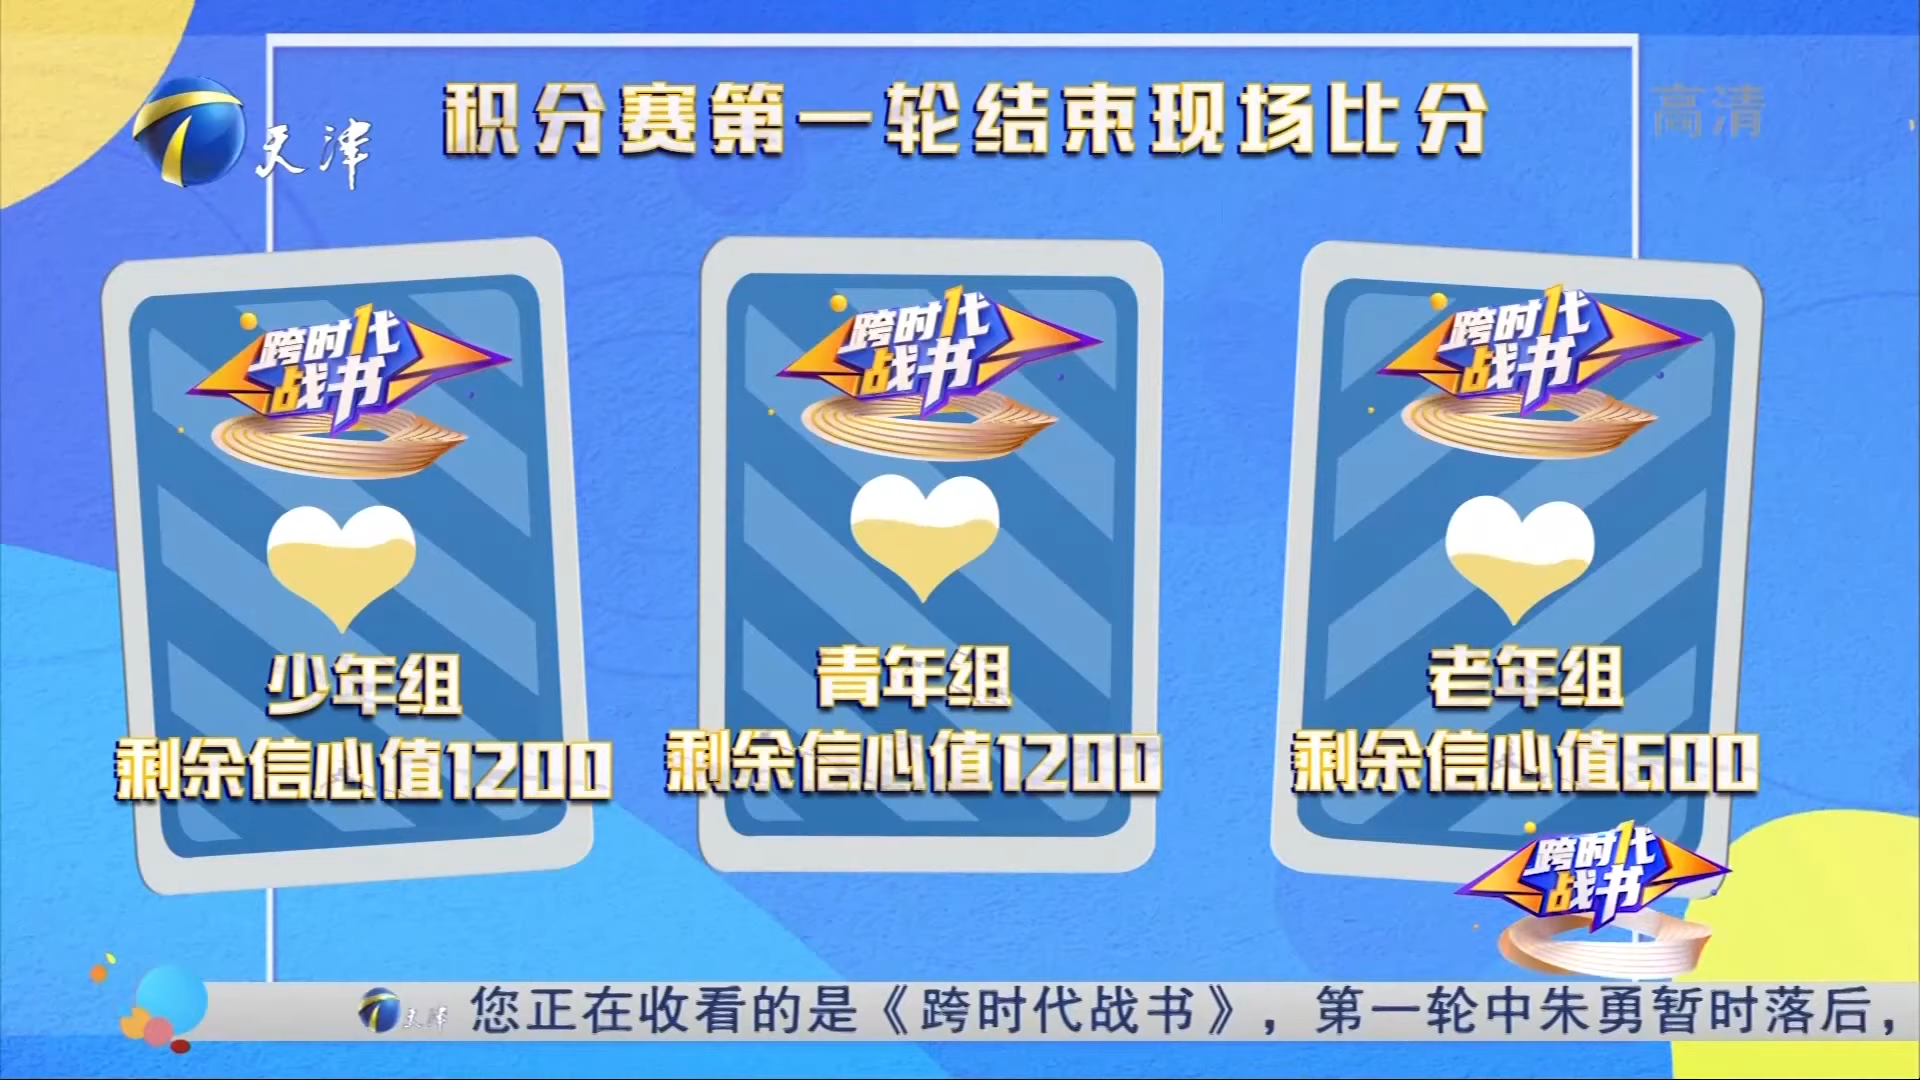 积分赛第一轮结束现场比分
高清
天津
跨时代
战书
跨时代
战书
跨时代
战书
少年组
剩余信心值1200
青年组
剩余信心值1200
老年组
剩余信心值600
跨时代
战书
天津
您正在收看的是《跨时代战书》，第一轮中朱勇暂时落后，